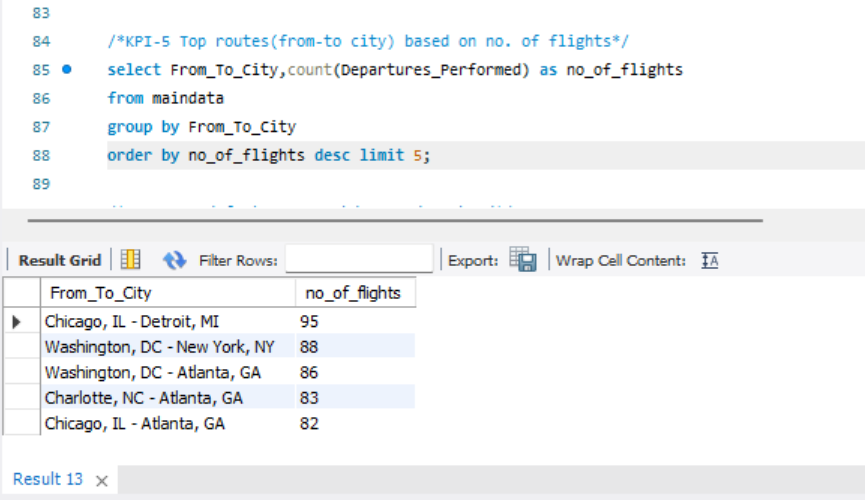 83
84 /*KPI-5 Top routes(from-to city) based on no. of flights*/
85 select From_To_City,count(Departures_Performed) as no_of_flights
86 from maindata
87 group by From_To_City
88 order by no_of_flights desc limit 5;
89
Result Grid Filter Rows: Export: Wrap Cell Content: IA
From_To_City no_of_flights
Chicago, IL - Detroit, MI 95
Washington, DC - New York, NY 88
Washington, DC - Atlanta, GA 86
Charlotte, NC - Atlanta, GA 83
Chicago, IL - Atlanta, GA 82
Result 13 ×